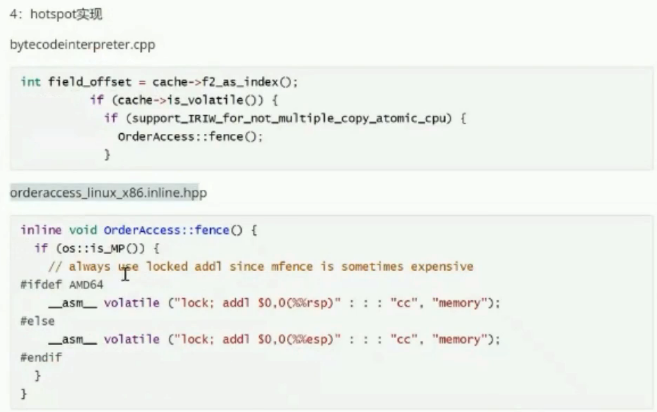 4：hotspot实现
bytecodeinterpreter.cpp
int field_offset = cache->f2_as_index();
if (cache->is_volatile()) {
if (support_IRIW_for_not_multiple_copy_atomic_cpu) {
OrderAccess::fence();
}
orderaccess_linux_x86.inline.hpp
inline void OrderAccess::fence() {
if (os::is_MP()) {
// always use locked addl since mfence is sometimes expensive
#ifdef AMD64
__asm__ volatile ("lock; addl $0,0(%%rsp)" : : : "cc", "memory");
#else
__asm__ volatile ("lock; addl $0,0(%%esp)" : : : "cc", "memory");
#endif
}
}